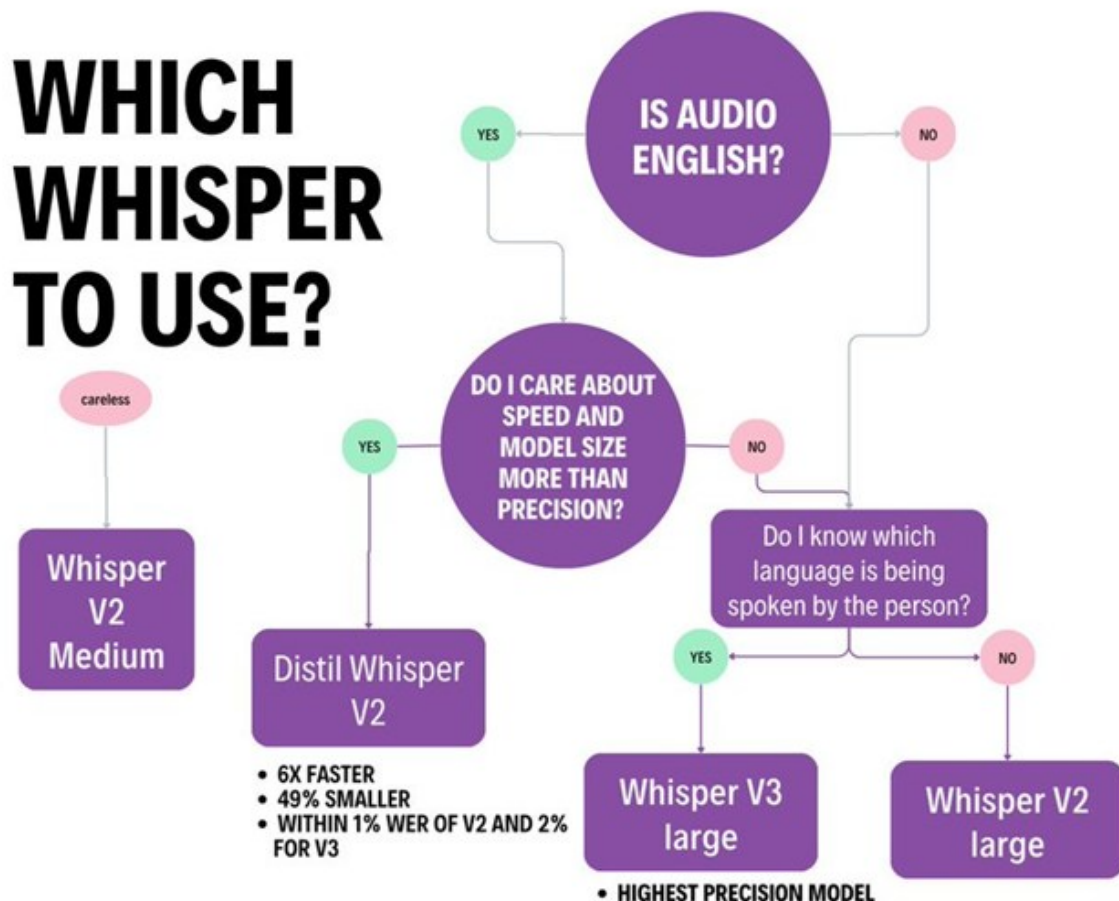 WHICH
WHISPER
TO USE?
IS AUDIO
ENGLISH?
YES
NO
DO I CARE ABOUT
SPEED AND
MODEL SIZE
MORE THAN
PRECISION?
YES
NO
careless
Whisper
V2
Medium
Distil Whisper
V2
• 6X FASTER
• 49% SMALLER
• WITHIN 1% WER OF V2 AND 2%
FOR V3
Do I know which
language is being
spoken by the person?
YES
NO
Whisper V3
large
• HIGHEST PRECISION MODEL
Whisper V2
large